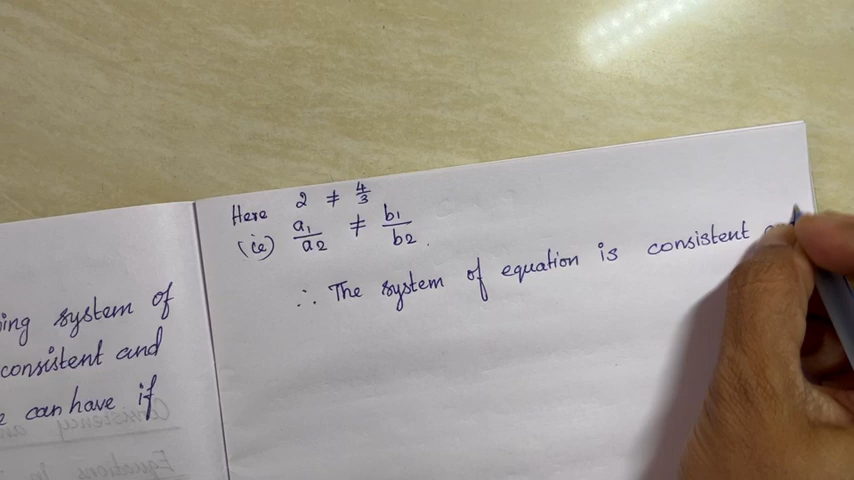 ing system of
consistent and
can have if
Here 2 ≠ 4/3
(ie) a1/a2 ≠ b1/b2.
∴ The system of equation is consistent